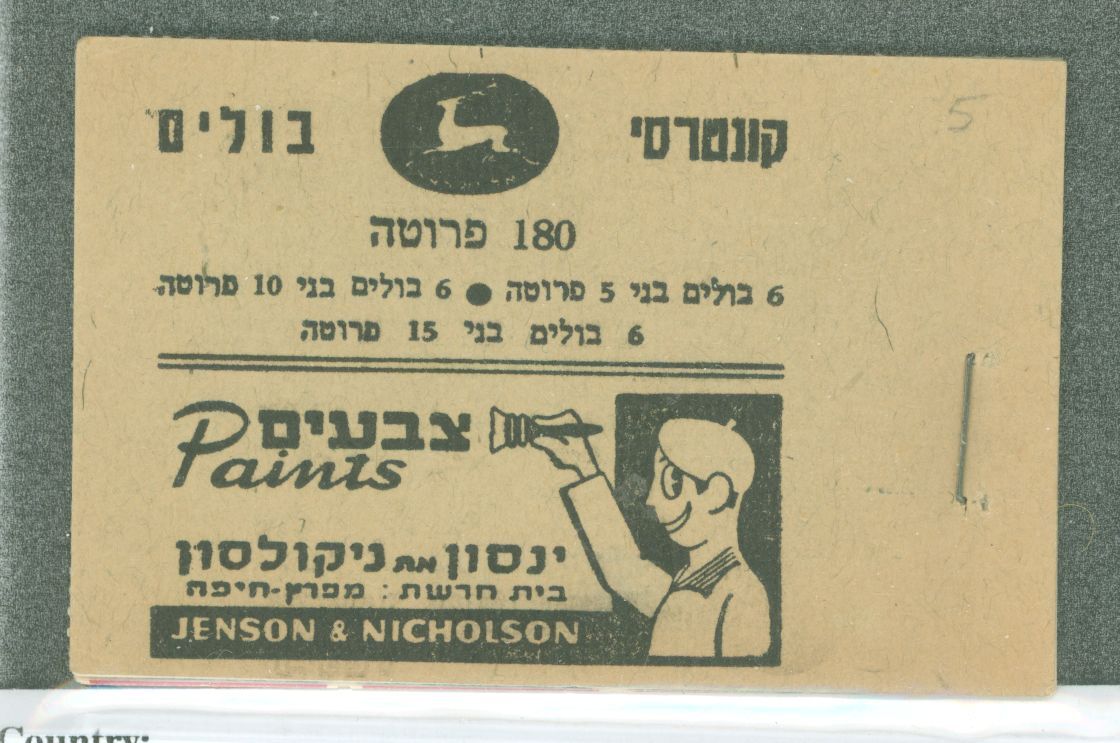 5
קונטרסי בולים
180 פרוטה
6 בולים בני 5 פרוטה ● 6 בולים בני 10 פרוטה
6 בולים בני 15 פרוטה
צבעים
Paints
ינסון את ניקולסון
בית חרשת: מפרץ-חיפה
JENSON & NICHOLSON
Country: